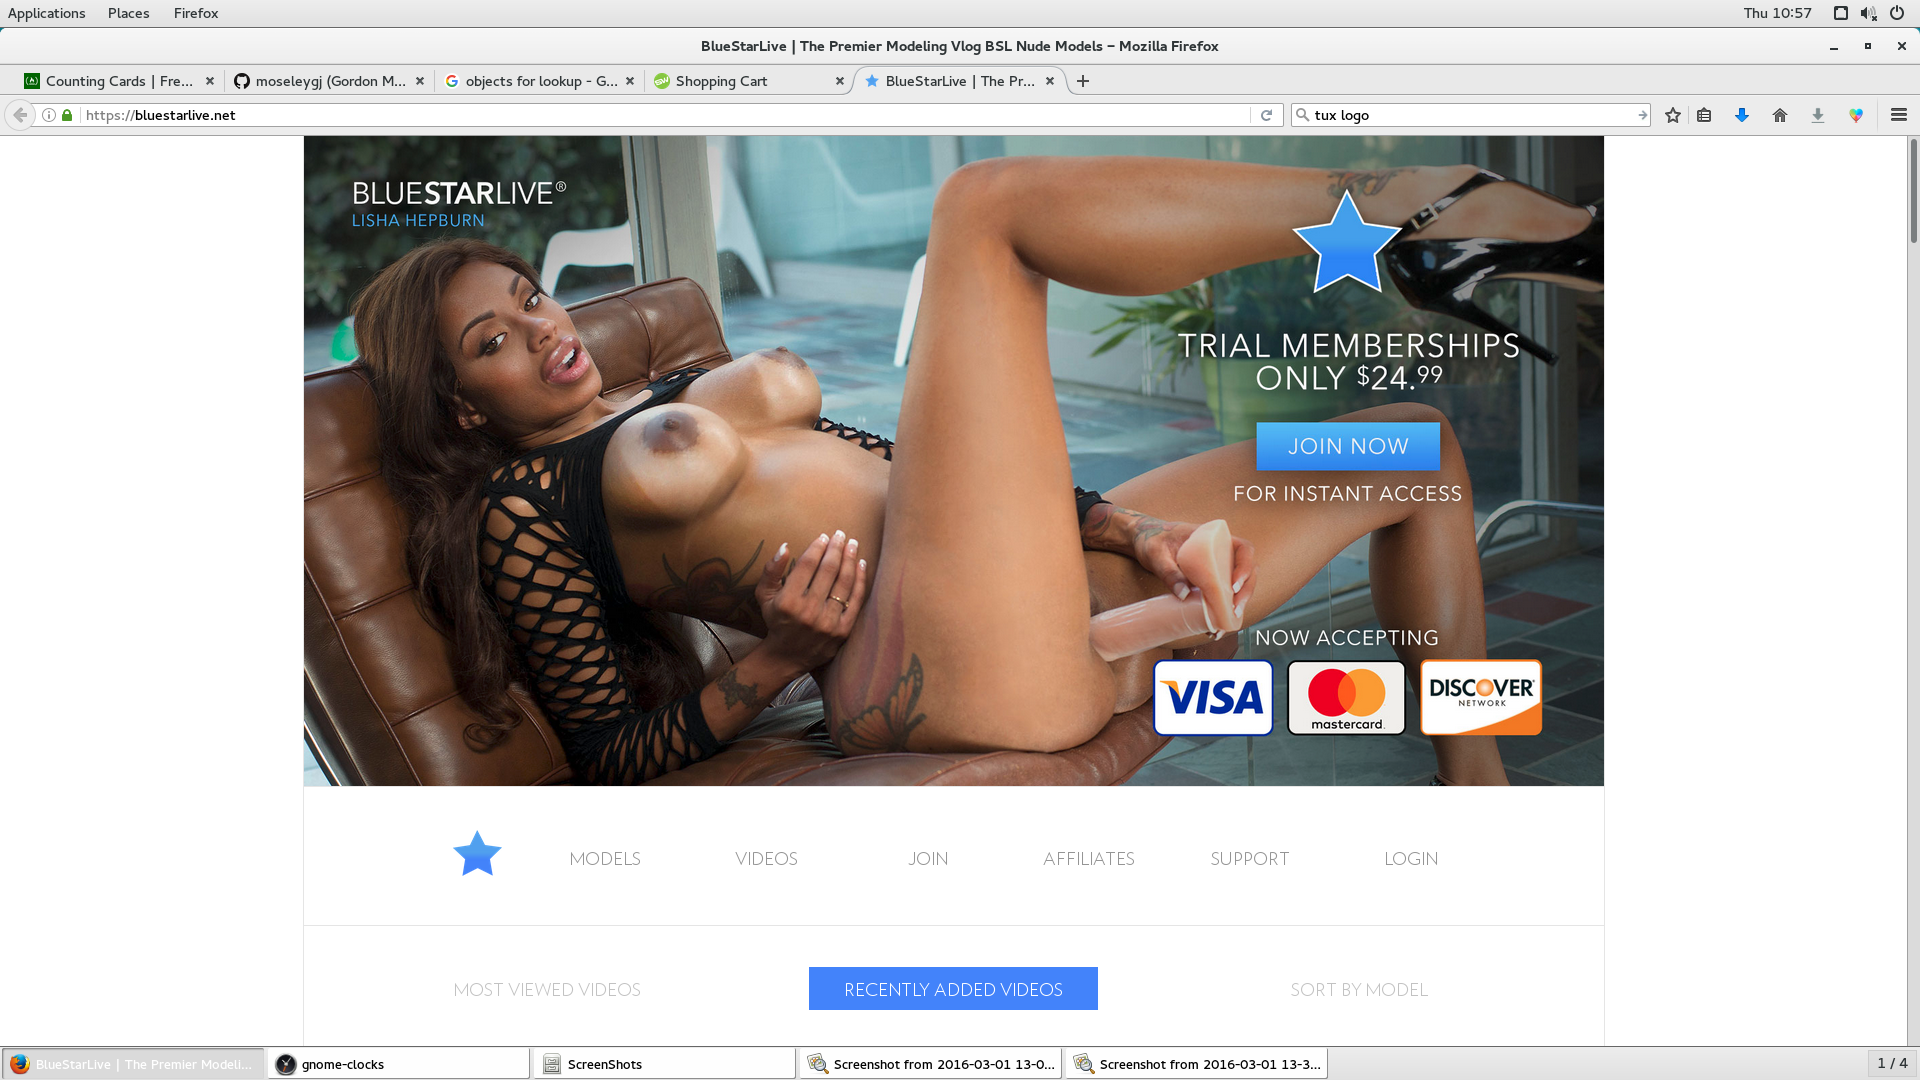 Applications Places Firefox Thu 10:57
BlueStarLive | The Premier Modeling Vlog BSL Nude Models – Mozilla Firefox
Counting Cards | Fre... moseleygj (Gordon M... objects for lookup - G... Shopping Cart BlueStarLive | The Pr...
https://bluestarlive.net tux logo
BLUESTARLIVE®
LISHA HEPBURN
TRIAL MEMBERSHIPS
ONLY $24.99
JOIN NOW
FOR INSTANT ACCESS
NOW ACCEPTING
VISA mastercard. DISCOVER
NETWORK
MODELS VIDEOS JOIN AFFILIATES SUPPORT LOGIN
MOST VIEWED VIDEOS RECENTLY ADDED VIDEOS SORT BY MODEL
BlueStarLive | The Premier Modeli... gnome-clocks ScreenShots Screenshot from 2016-03-01 13-0... Screenshot from 2016-03-01 13-3... 1 / 4